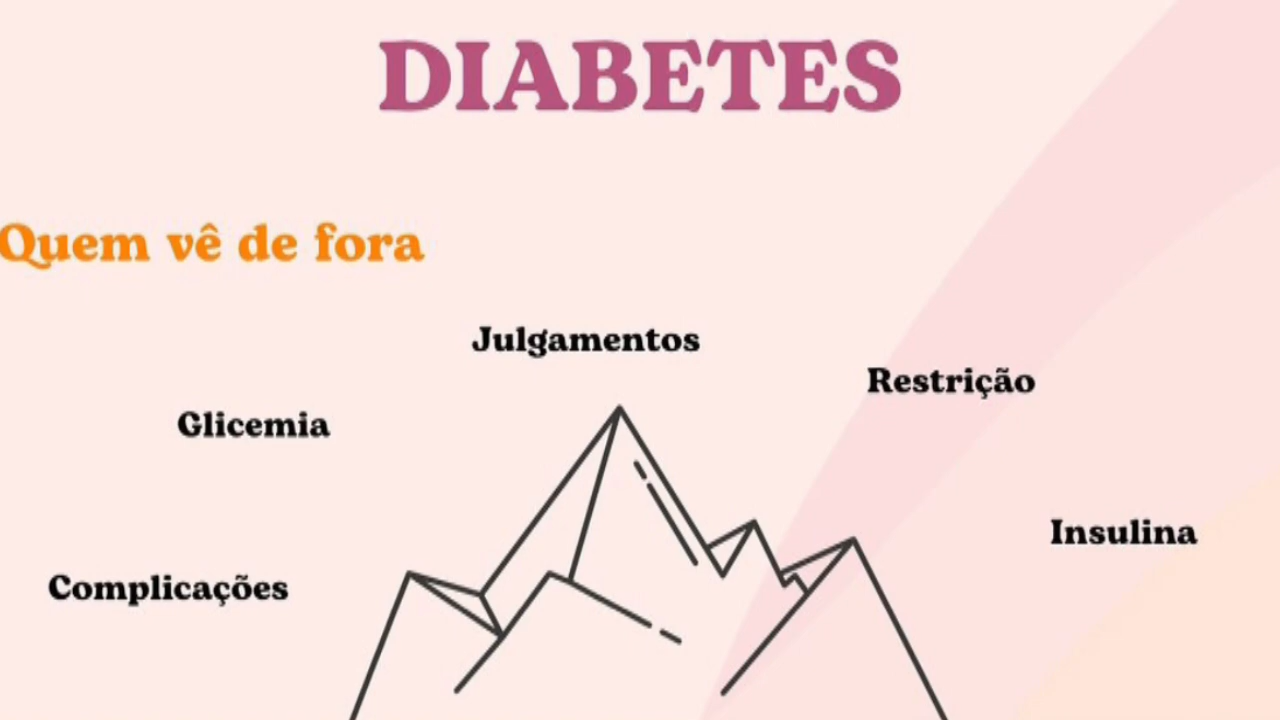 DIABETES
Quem vê de fora
Julgamentos
Restrição
Glicemia
Insulina
Complicações